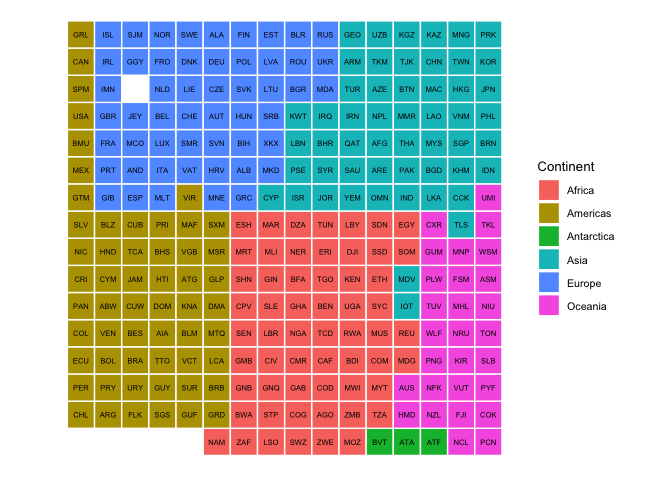 GRL ISL SJM NOR SWE ALA FIN EST BLR RUS GEO UZB KGZ KAZ MNG PRK
CAN IRL GGY FRO DNK DEU POL LVA ROU UKR ARM TKM TJK CHN TWN KOR
SPM IMN NLD LIE CZE SVK LTU BGR MDA TUR AZE BTN MAC HKG JPN
USA GBR JEY BEL CHE AUT HUN SRB KWT IRQ IRN NPL MMR LAO VNM PHL
BMU FRA MCO LUX SMR SVN BIH XKX LBN BHR QAT AFG THA MYS SGP BRN
MEX PRT AND ITA VAT HRV ALB MKD PSE SYR SAU ARE PAK BGD KHM IDN
GTM GIB ESP MLT VIR MNE GRC CYP ISR JOR YEM OMN IND LKA CCK UMI
SLV BLZ CUB PRI MAF SXM ESH MAR DZA TUN LBY SDN EGY CXR TLS TKL
NIC HND TCA BHS VGB MSR MRT MLI NER ERI DJI SSD SOM GUM MNP WSM
CRI CYM JAM HTI ATG GLP SHN GIN BFA TGO KEN ETH MDV PLW FSM ASM
PAN ABW CUW DOM KNA DMA CPV SLE GHA BEN UGA SYC IOT TUV MHL NIU
COL VEN BES AIA BLM MTQ SEN LBR NGA TCD RWA MUS REU WLF NRU TON
ECU BOL BRA TTO VCT LCA GMB CIV CMR CAF BDI COM MDG PNG KIR SLB
PER PRY URY GUY SUR BRB GNB GNQ GAB COD MWI MYT AUS NFK VUT PYF
CHL ARG FLK SGS GUF GRD BWA STP COG AGO ZMB TZA HMD NZL FJI COK
NAM ZAF LSO SWZ ZWE MOZ BVT ATA ATF NCL PCN
Continent
Africa
Americas
Antarctica
Asia
Europe
Oceania